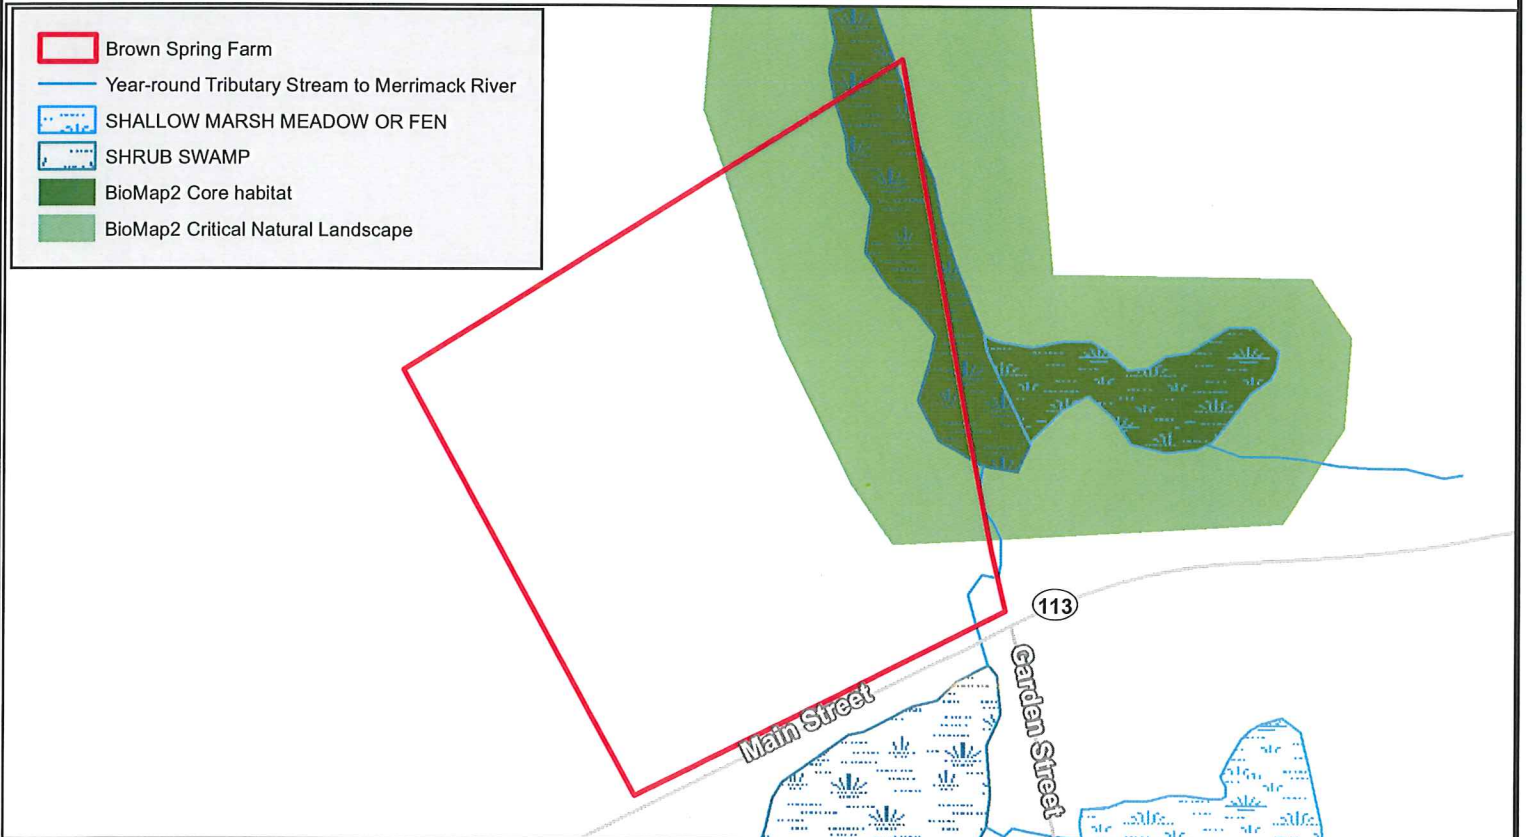 Brown Spring Farm
Year-round Tributary Stream to Merrimack River
SHALLOW MARSH MEADOW OR FEN
SHRUB SWAMP
BioMap2 Core habitat
BioMap2 Critical Natural Landscape
113
Main Street
Garden Street